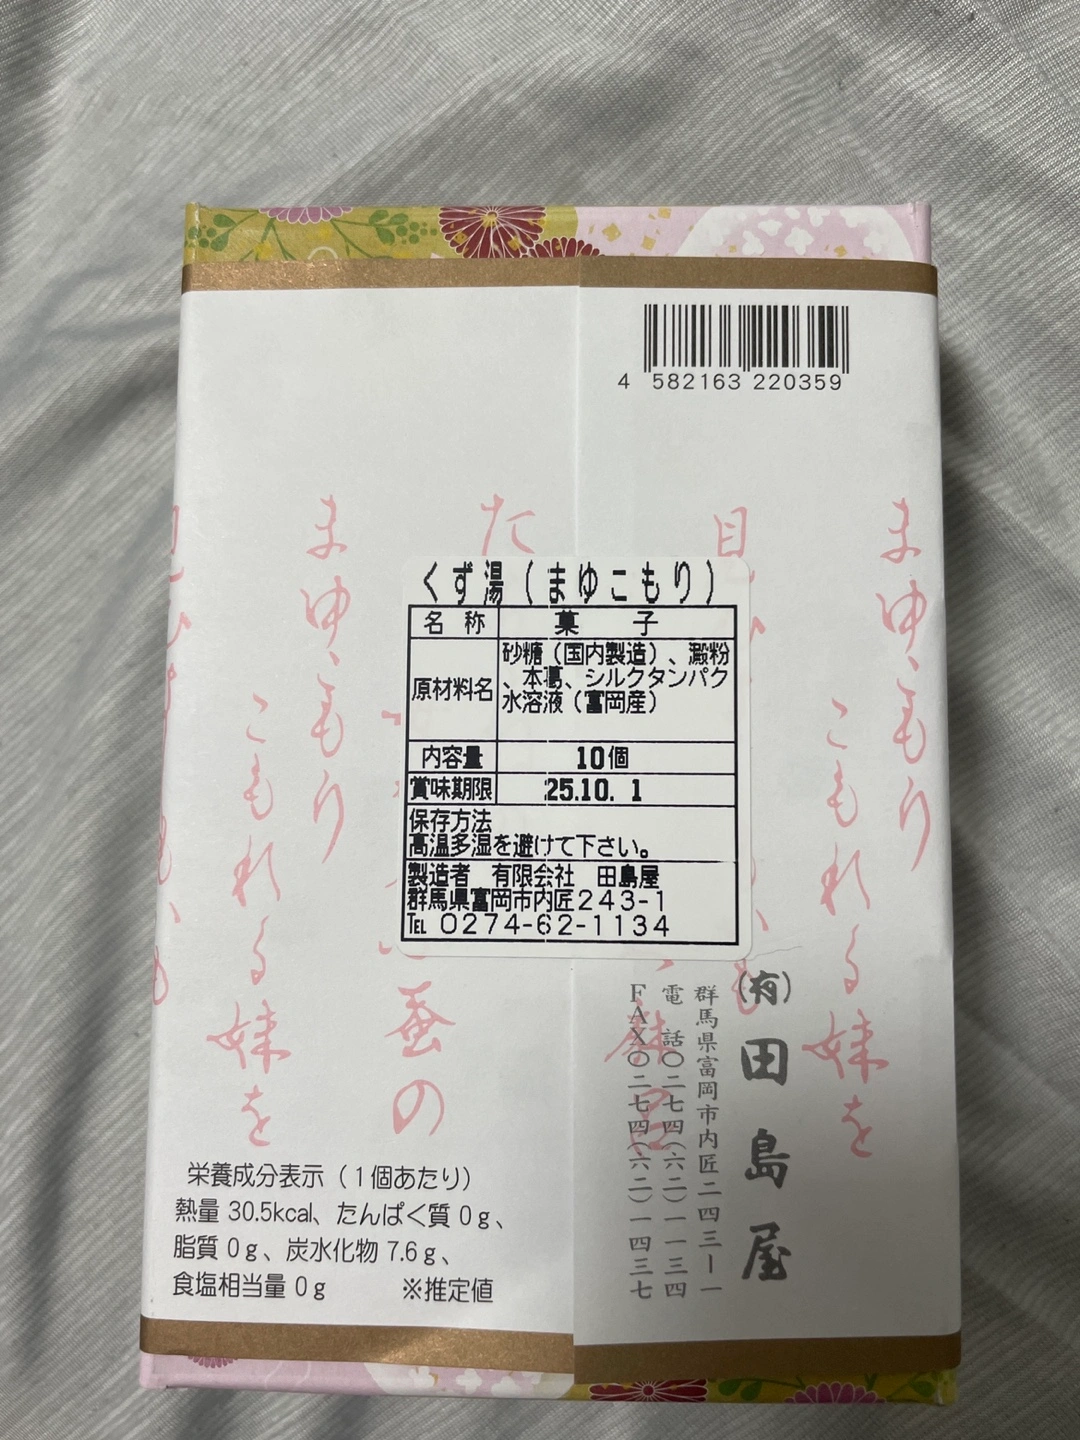 4 582163 220359
くず湯（まゆこもり）
名称 菓子
原材料名 砂糖（国内製造）、澱粉
、本葛、シルクタンパク
水溶液（富岡産）
内容量 10個
賞味期限 25.10. 1
保存方法
高温多湿を避けて下さい。
製造者 有限会社 田島屋
群馬県富岡市内匠２４３-１
TEL ０２７４-６２-１１３４
(有)田島屋
群馬県富岡市内匠二四三ー一
電話〇二七四(六二)一一三四
FAX〇二七四(六二)一四三七
まゆこもり
こもれる妹を
た
蚕の
まゆこもり
こもれる妹を
栄養成分表示（１個あたり）
熱量 30.5kcal、たんぱく質 0ｇ、
脂質 0ｇ、炭水化物 7.6ｇ、
食塩相当量 0ｇ ※推定値